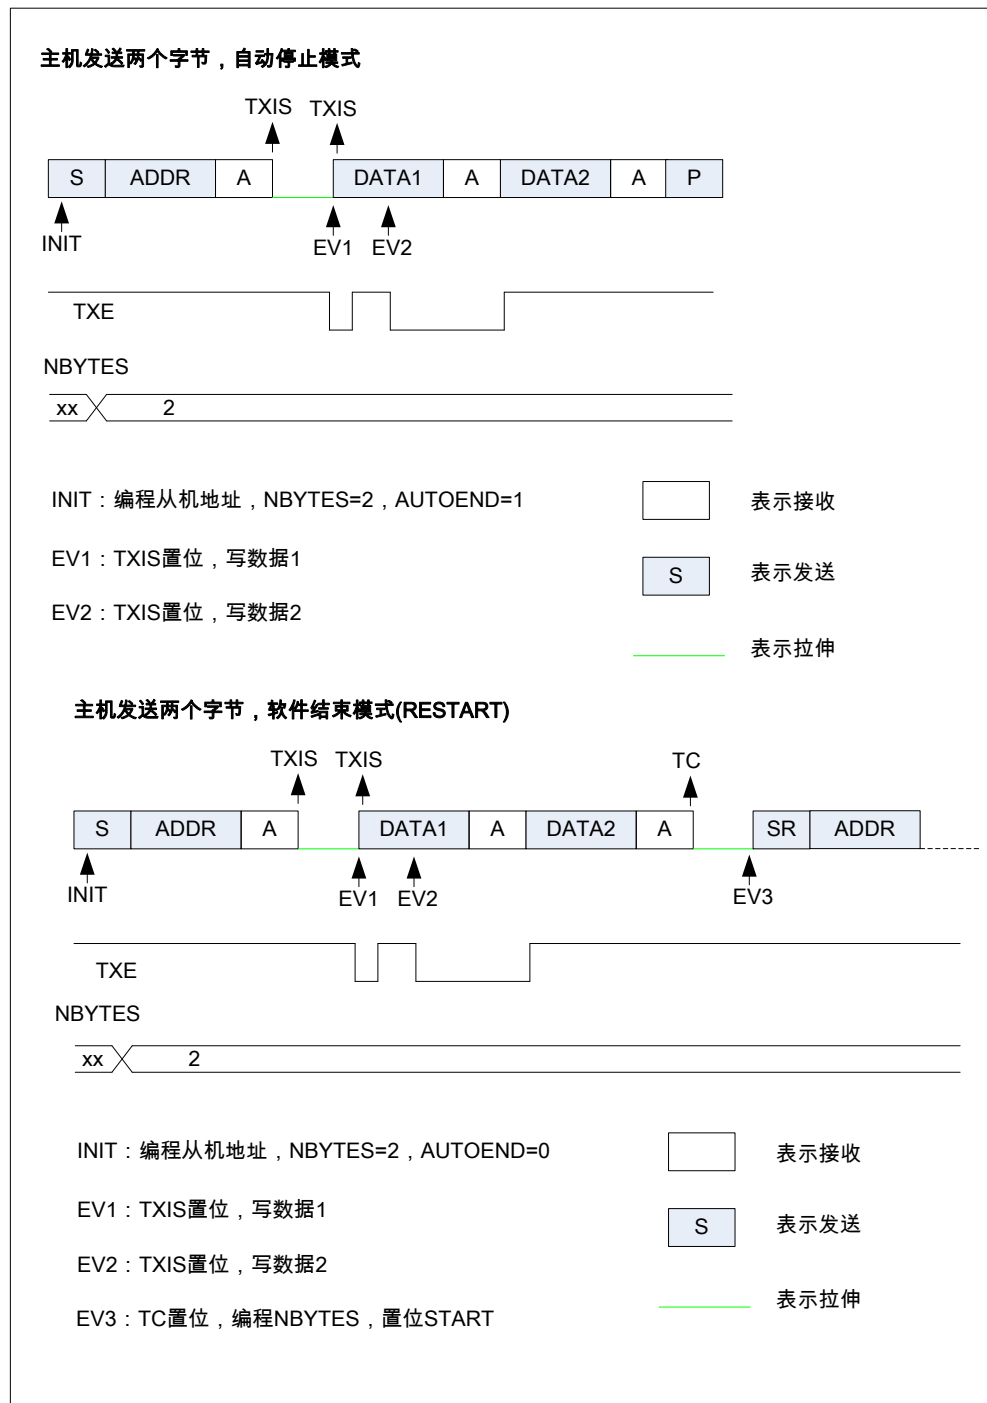 主机发送两个字节，自动停止模式
TXIS TXIS
S ADDR A DATA1 A DATA2 A P
INIT EV1 EV2
TXE
NBYTES
xx 2
INIT：编程从机地址，NBYTES=2，AUTOEND=1
表示接收
EV1：TXIS置位，写数据1
S 表示发送
EV2：TXIS置位，写数据2
表示拉伸
主机发送两个字节，软件结束模式(RESTART)
TXIS TXIS TC
S ADDR A DATA1 A DATA2 A SR ADDR
INIT EV1 EV2 EV3
TXE
NBYTES
xx 2
INIT：编程从机地址，NBYTES=2，AUTOEND=0
表示接收
EV1：TXIS置位，写数据1
S 表示发送
EV2：TXIS置位，写数据2
表示拉伸
EV3：TC置位，编程NBYTES，置位START